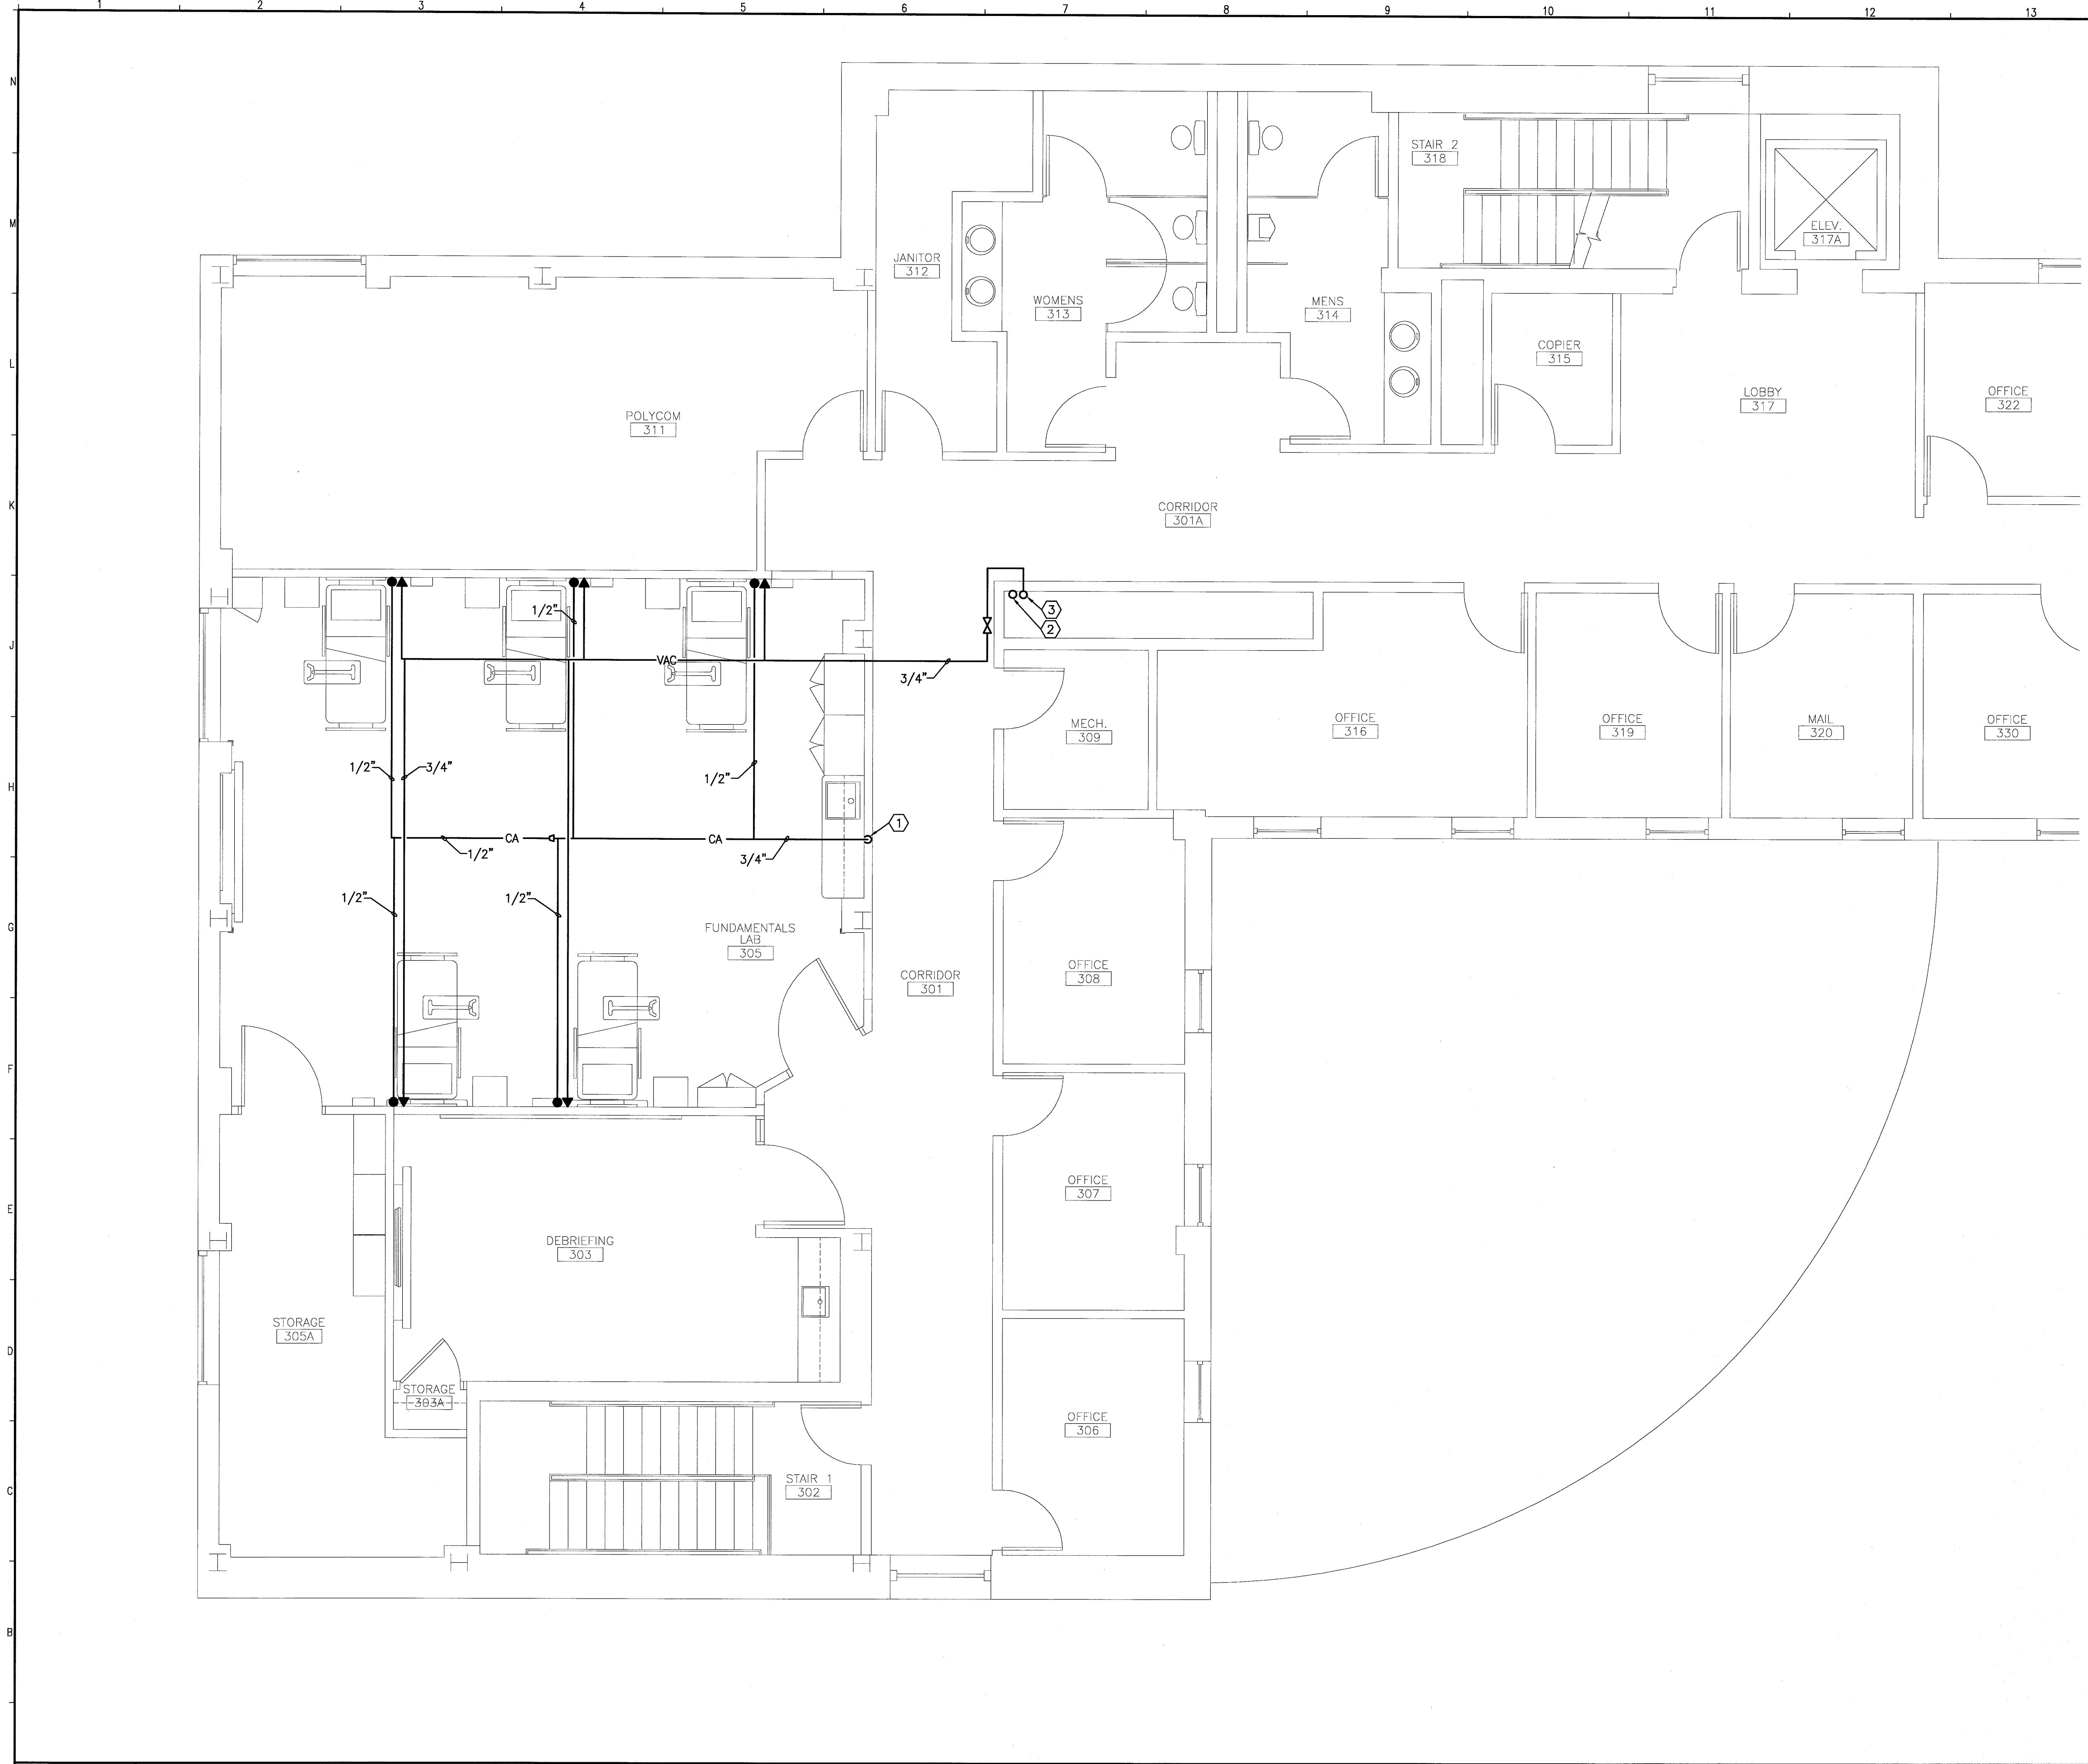 1 2 3 4 5 6 7 8 9 10 11 12 13
N
M
L
K
J
H
G
F
E
D
C
B
STAIR 2
318
ELEV.
317A
JANITOR
312
WOMENS
313
MENS
314
COPIER
315
LOBBY
317
OFFICE
322
POLYCOM
311
CORRIDOR
301A
1/2"
3
2
VAC
3/4"
MECH.
309
OFFICE
316
OFFICE
319
MAIL
320
OFFICE
330
1/2"
3/4"
1/2"
1
CA
CA
1/2"
3/4"
1/2"
1/2"
FUNDAMENTALS
LAB
305
CORRIDOR
301
OFFICE
308
OFFICE
307
DEBRIEFING
303
STORAGE
305A
STORAGE
303A
OFFICE
306
STAIR 1
302